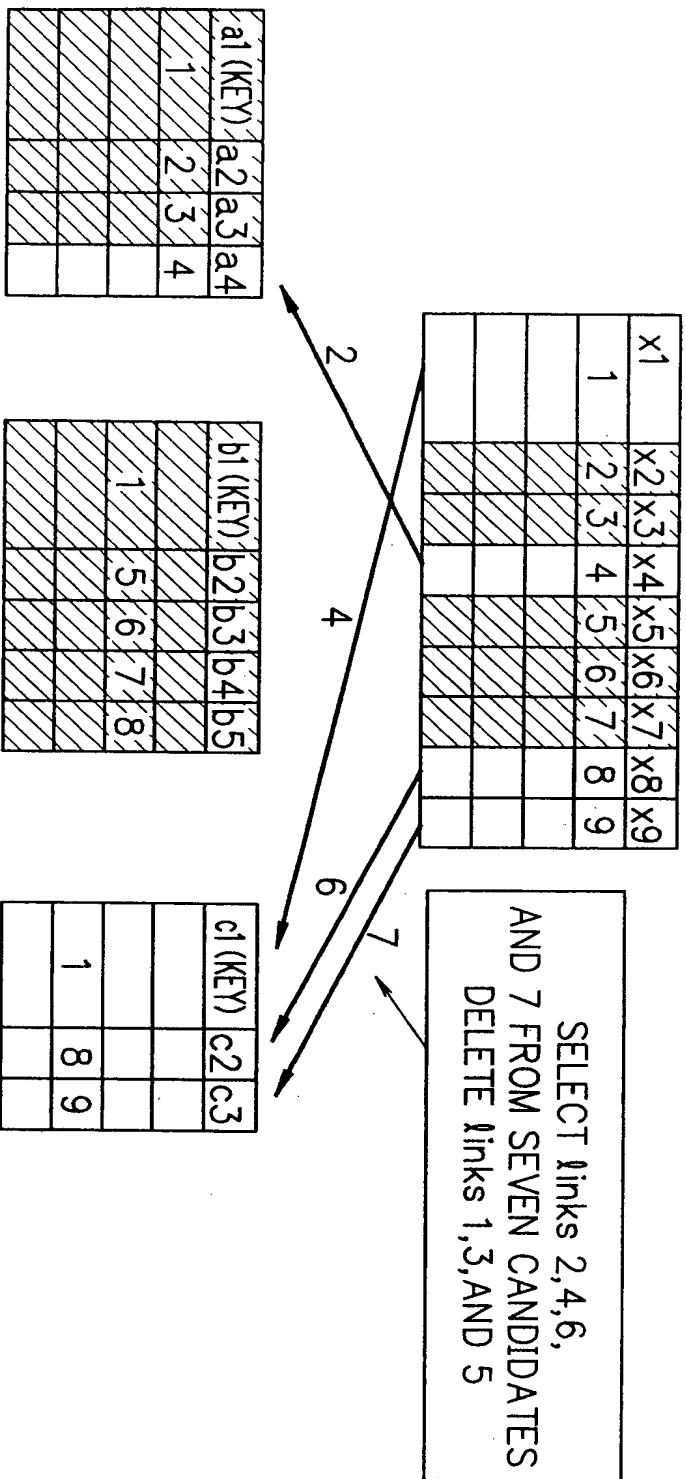 x1 x2 x3 x4 x5 x6 x7 x8 x9
1 2 3 4 5 6 7 8 9
SELECT links 2,4,6,
AND 7 FROM SEVEN CANDIDATES
DELETE links 1,3,AND 5
2
4
6
7
a1 (KEY) a2 a3 a4
1 2 3 4
b1 (KEY) b2 b3 b4 b5
1 5 6 7 8
c1 (KEY) c2 c3
1 8 9